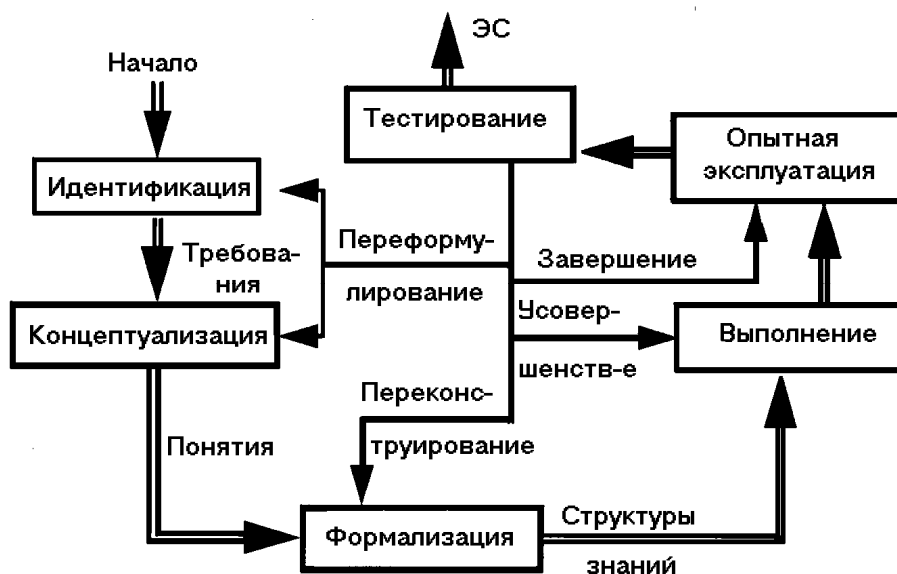 ЭС
Начало
Тестирование
Опытная
эксплуатация
Идентификация
Требова-
ния
Переформу-
лирование
Завершение
Концептуализация
Усовер-
шенств-е
Выполнение
Переконс-
труирование
Понятия
Формализация
Структуры
знаний